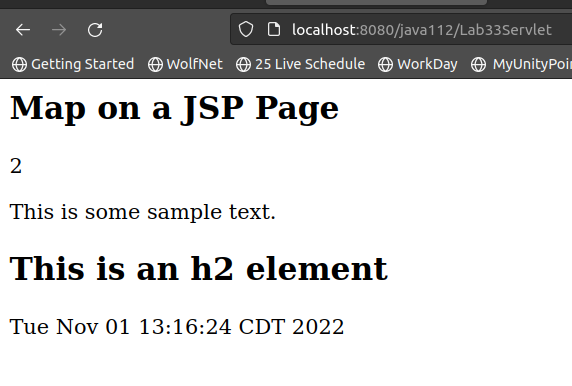 localhost:8080/java112/Lab33Servlet
Getting Started WolfNet 25 Live Schedule WorkDay MyUnityPoin
Map on a JSP Page
2
This is some sample text.
This is an h2 element
Tue Nov 01 13:16:24 CDT 2022